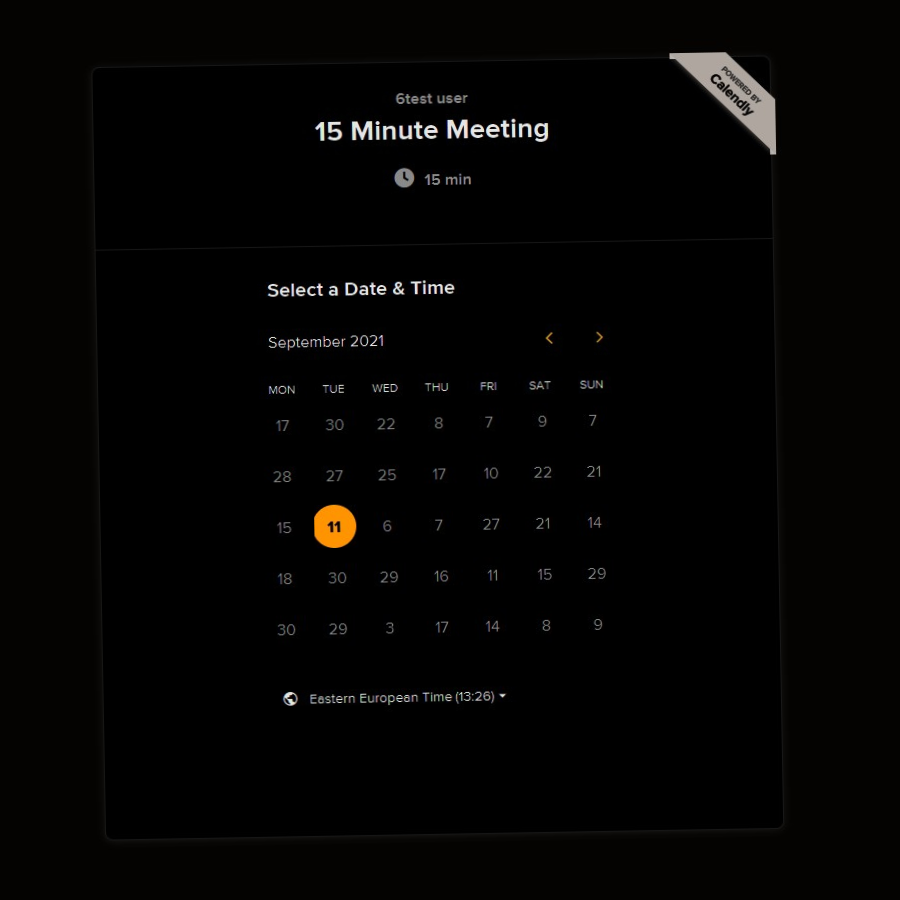 POWERED BY
Calendly
6test user
15 Minute Meeting
15 min
Select a Date & Time
September 2021
MON TUE WED THU FRI SAT SUN
17 30 22 8 7 9 7
28 27 25 17 10 22 21
15 11 6 7 27 21 14
18 30 29 16 11 15 29
30 29 3 17 14 8 9
Eastern European Time (13:26)